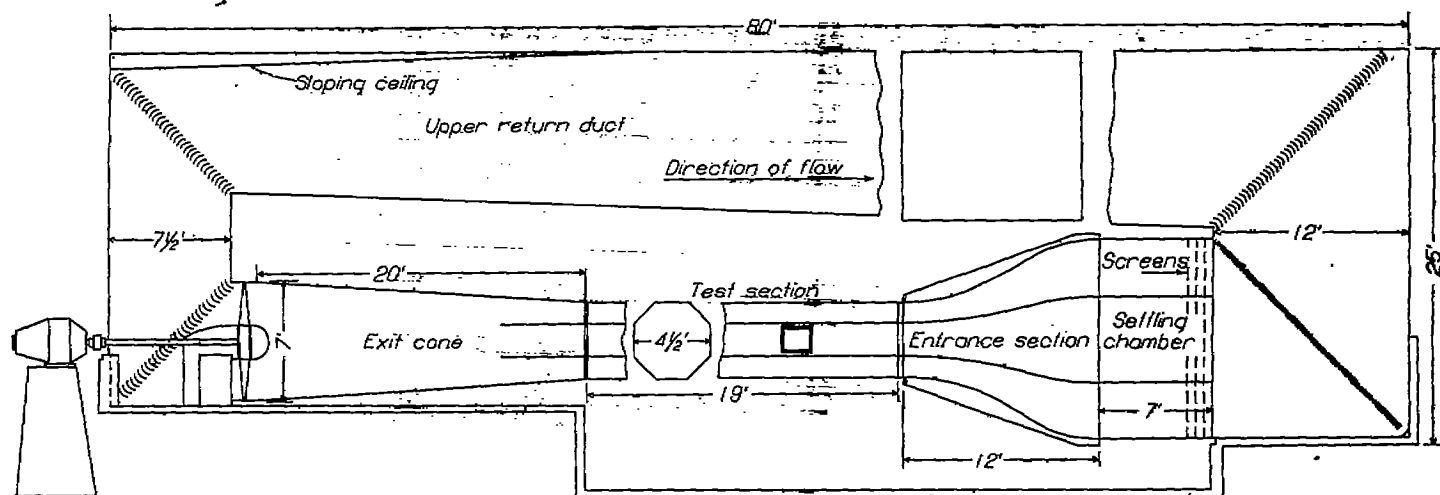 80'
Sloping ceiling
Upper return duct
Direction of flow
7½'
12'
25'
20'
Screens
Test section
7'
Exit cone
4½'
Entrance section
Settling
chamber
19'
7'
12'